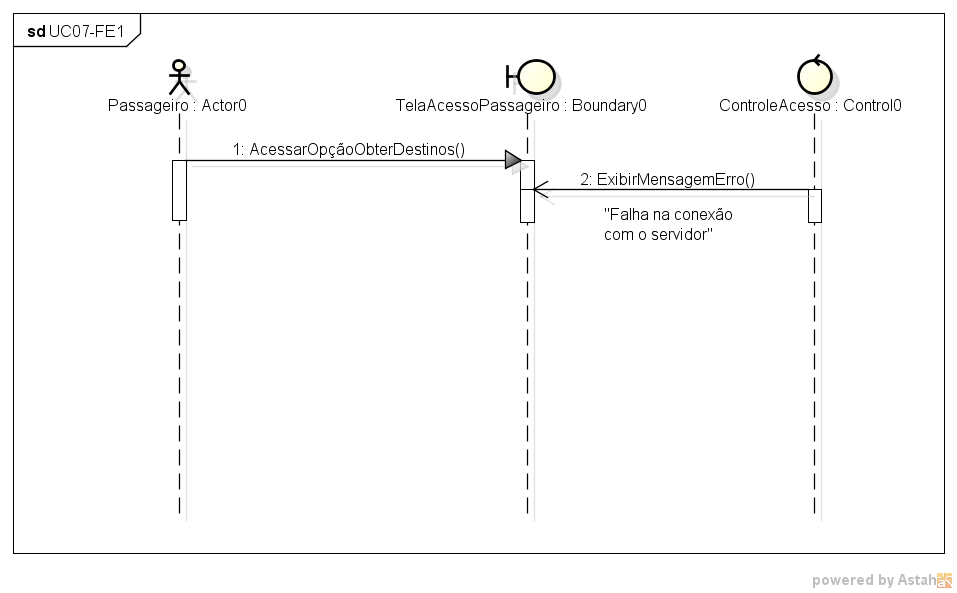 sd UC07-FE1
Passageiro : Actor0
TelaAcessoPassageiro : Boundary0
ControleAcesso : Control0
1: AcessarOpçãoObterDestinos()
2: ExibirMensagemErro()
"Falha na conexão
com o servidor"
powered by Astah